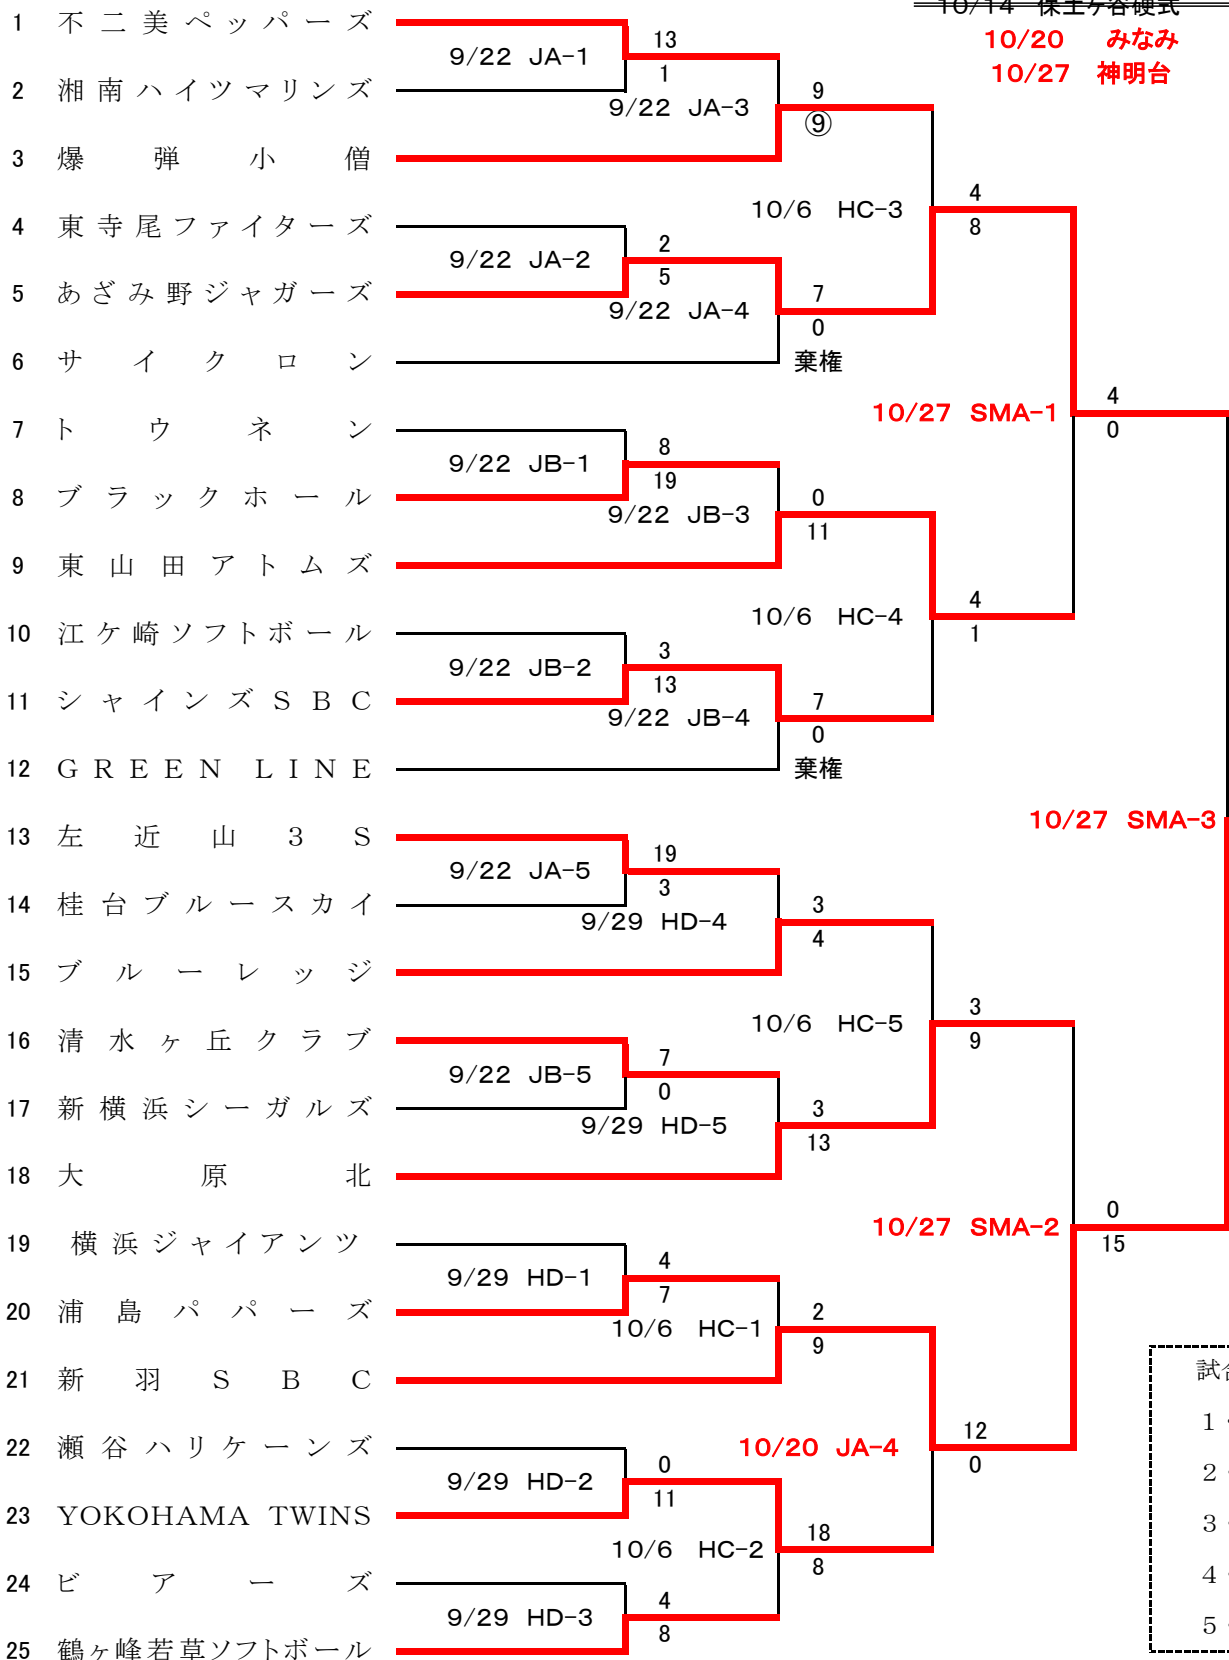 10/14 保土ケ谷硬式
10/20 みなみ
10/27 神明台
1 不二美ペッパーズ
9/22 JA-1
13
1
2 湘南ハイツマリンズ
9/22 JA-3
9
⑨
3 爆弾小僧
10/6 HC-3
4
8
4 東寺尾ファイターズ
9/22 JA-2
2
5
5 あざみ野ジャガーズ
9/22 JA-4
7
0
棄権
6 サイクロン
10/27 SMA-1
4
0
7 トウネン
9/22 JB-1
8
19
8 ブラックホール
9/22 JB-3
0
11
9 東山田アトムズ
10/6 HC-4
4
1
10 江ケ崎ソフトボール
9/22 JB-2
3
13
11 シャインズSBC
9/22 JB-4
7
0
棄権
12 GREEN LINE
10/27 SMA-3
13 左近山3S
9/22 JA-5
19
3
14 桂台ブルースカイ
9/29 HD-4
3
4
15 ブルーレッジ
10/6 HC-5
3
9
16 清水ヶ丘クラブ
9/22 JB-5
7
0
17 新横浜シーガルズ
9/29 HD-5
3
13
18 大原北
10/27 SMA-2
0
15
19 横浜ジャイアンツ
9/29 HD-1
4
7
20 浦島パパーズ
10/6 HC-1
2
9
21 新羽SBC
10/20 JA-4
12
0
22 瀬谷ハリケーンズ
9/29 HD-2
0
11
23 YOKOHAMA TWINS
10/6 HC-2
18
8
24 ビアーズ
9/29 HD-3
4
8
25 鶴ヶ峰若草ソフトボール
試合
1・
2・
3・
4・
5・